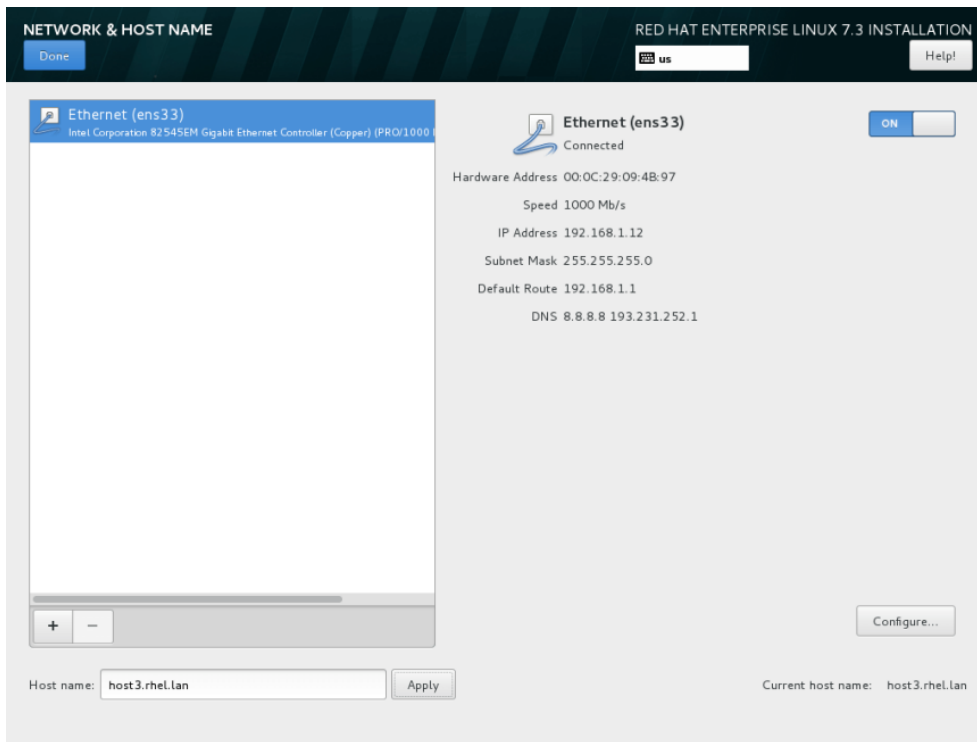 NETWORK & HOST NAME
RED HAT ENTERPRISE LINUX 7.3 INSTALLATION
Done
us
Help!
Ethernet (ens33)
Intel Corporation 82545EM Gigabit Ethernet Controller (Copper) (PRO/1000
Ethernet (ens33)
Connected
ON
Hardware Address 00:0C:29:09:4B:97
Speed 1000 Mb/s
IP Address 192.168.1.12
Subnet Mask 255.255.255.0
Default Route 192.168.1.1
DNS 8.8.8.8 193.231.252.1
+ −
Configure...
Host name: host3.rhel.lan Apply
Current host name: host3.rhel.lan